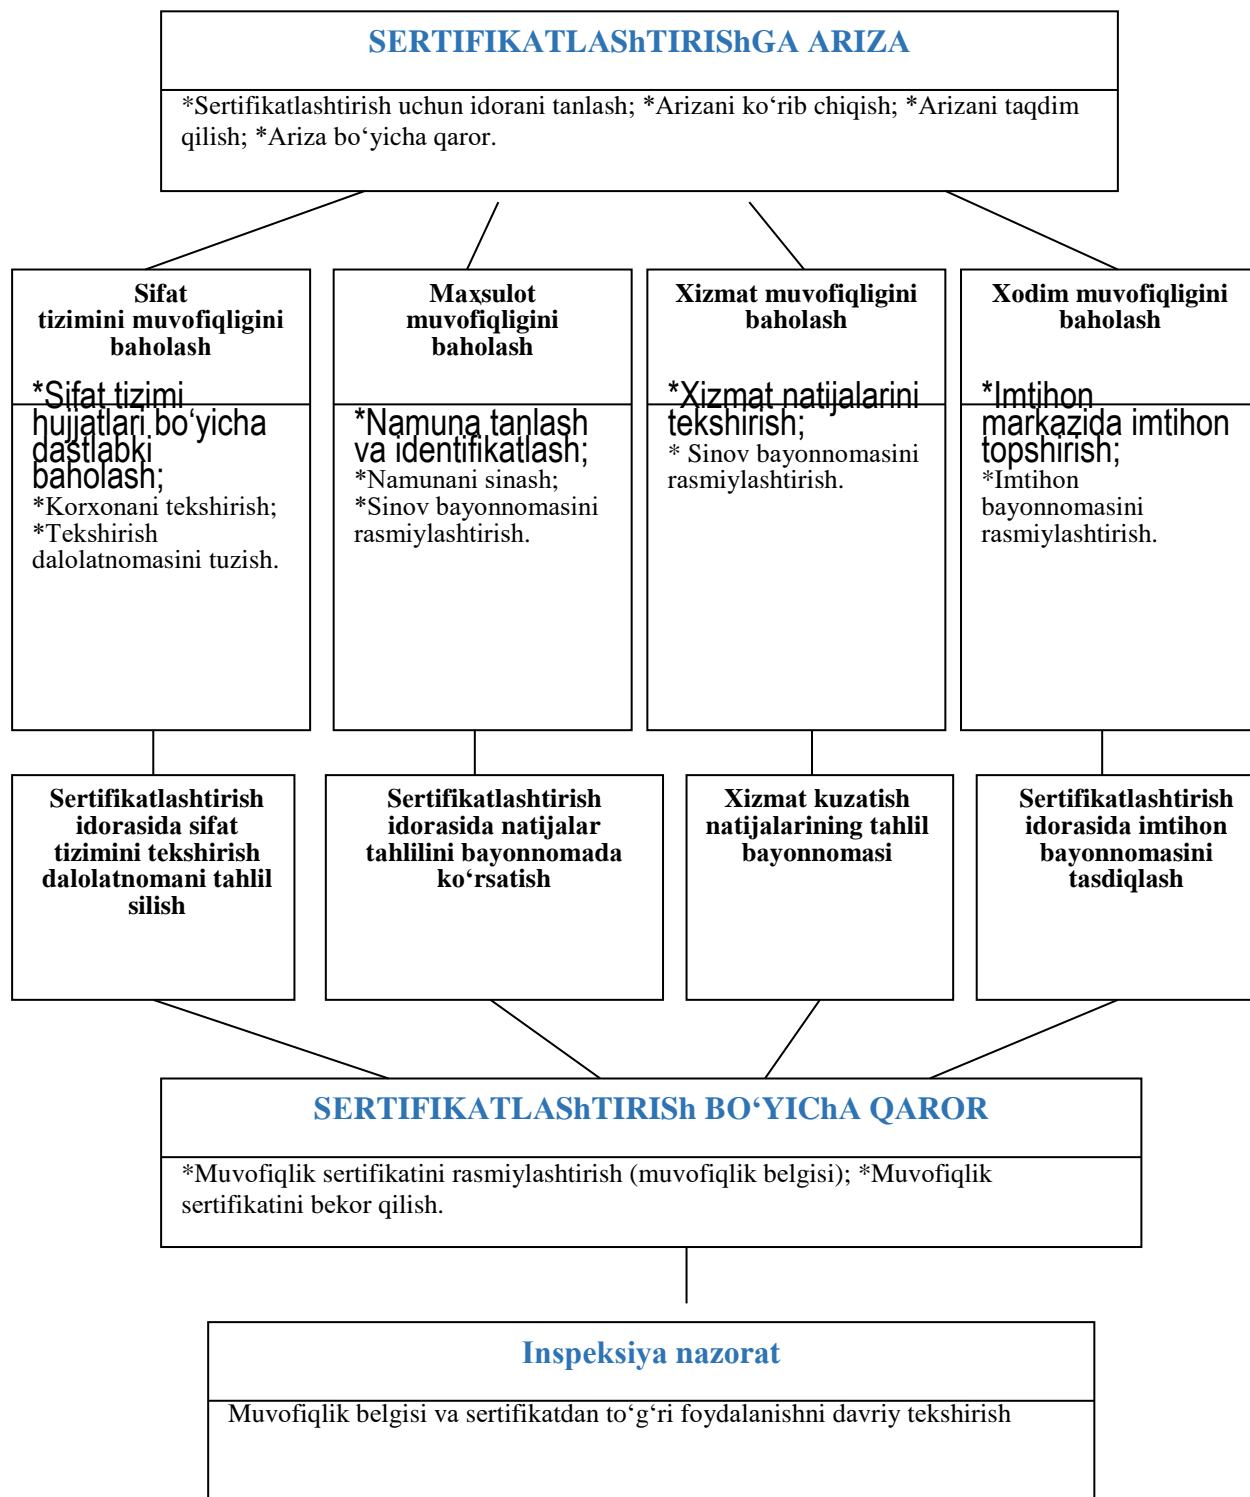 SERTIFIKATLAShTIRIShGA ARIZA
*Sertifikatlashtirish uchun idorani tanlash; *Arizani ko‘rib chiqish; *Arizani taqdim
qilish; *Ariza bo‘yicha qaror.
Sifat
tizimini muvofiqligini
baholash
*Sifat tizimi
hujjatlari bo‘yicha
dastlabki
baholash;
*Korxonani tekshirish;
*Tekshirish
dalolatnomasini tuzish.
Maxsulot
muvofiqligini
baholash
*Namuna tanlash
va identifikatlash;
*Namunani sinash;
*Sinov bayonnomasini
rasmiylashtirish.
Xizmat muvofiqligini
baholash
*Xizmat natijalarini
tekshirish;
* Sinov bayonnomasini
rasmiylashtirish.
Xodim muvofiqligini
baholash
*Imtihon
markazida imtihon
topshirish;
*Imtihon
bayonnomasini
rasmiylashtirish.
Sertifikatlashtirish
idorasida sifat
tizimini tekshirish
dalolatnomani tahlil
silish
Sertifikatlashtirish
idorasida natijalar
tahlilini bayonnomada
ko‘rsatish
Xizmat kuzatish
natijalarining tahlil
bayonnomasi
Sertifikatlashtirish
idorasida imtihon
bayonnomasini
tasdiqlash
SERTIFIKATLAShTIRISh BO‘YIChA QAROR
*Muvofiqlik sertifikatini rasmiylashtirish (muvofiqlik belgisi); *Muvofiqlik
sertifikatini bekor qilish.
Inspeksiya nazorat
Muvofiqlik belgisi va sertifikatdan to‘g‘ri foydalanishni davriy tekshirish